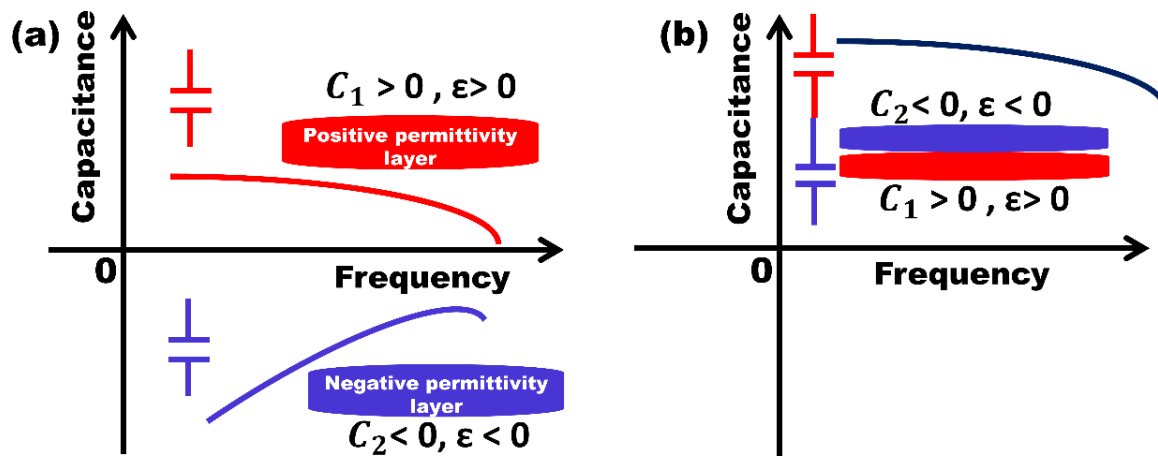 (a)
Capacitance
C₁ > 0 , ε> 0
Positive permittivity
layer
0
Frequency
Negative permittivity
layer
C₂< 0, ε < 0
(b)
Capacitance
C₂< 0, ε < 0
C₁ > 0 , ε> 0
0
Frequency